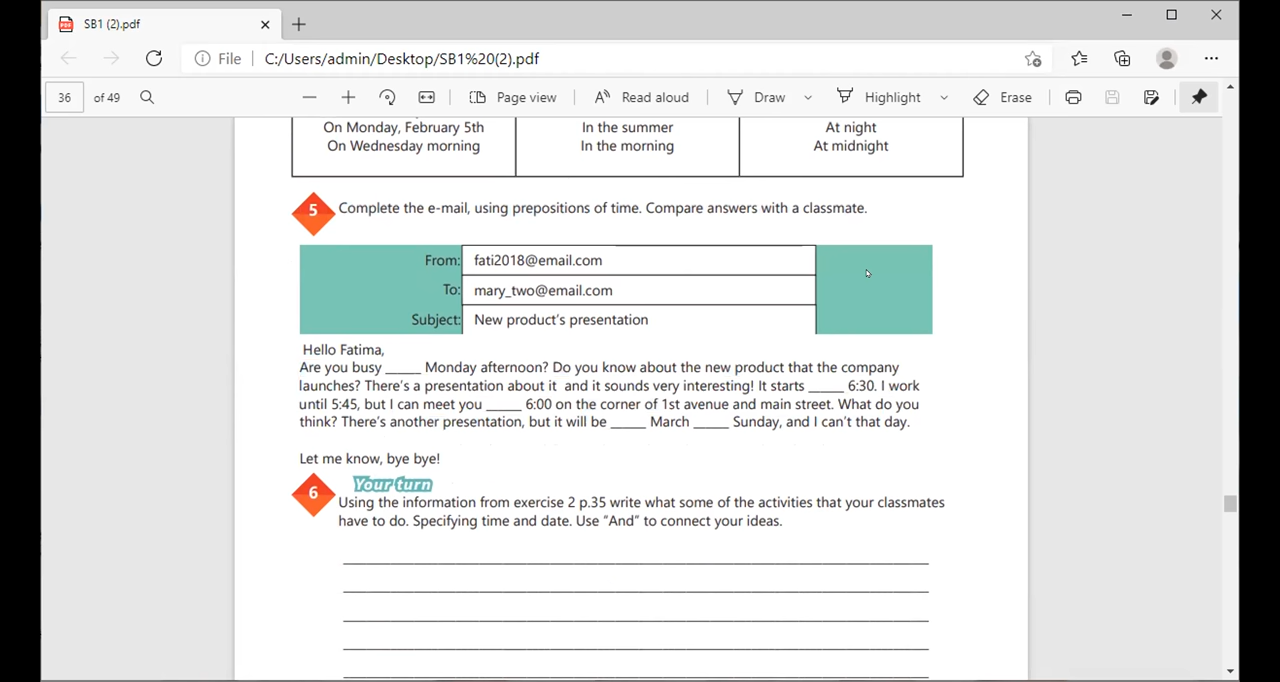 SB1 (2).pdf
File
C:/Users/admin/Desktop/SB1%20(2).pdf
36 of 49
Page view
Read aloud
Draw
Highlight
Erase
On Monday, February 5th In the summer At night
On Wednesday morning In the morning At midnight
5 Complete the e-mail, using prepositions of time. Compare answers with a classmate.
From: fati2018@email.com
To: mary_two@email.com
Subject: New product's presentation
Hello Fatima,
Are you busy _____ Monday afternoon? Do you know about the new product that the company
launches? There's a presentation about it and it sounds very interesting! It starts _____ 6:30. I work
until 5:45, but I can meet you _____ 6:00 on the corner of 1st avenue and main street. What do you
think? There's another presentation, but it will be _____ March _____ Sunday, and I can't that day.
Let me know, bye bye!
Your turn
6 Using the information from exercise 2 p.35 write what some of the activities that your classmates
have to do. Specifying time and date. Use “And” to connect your ideas.